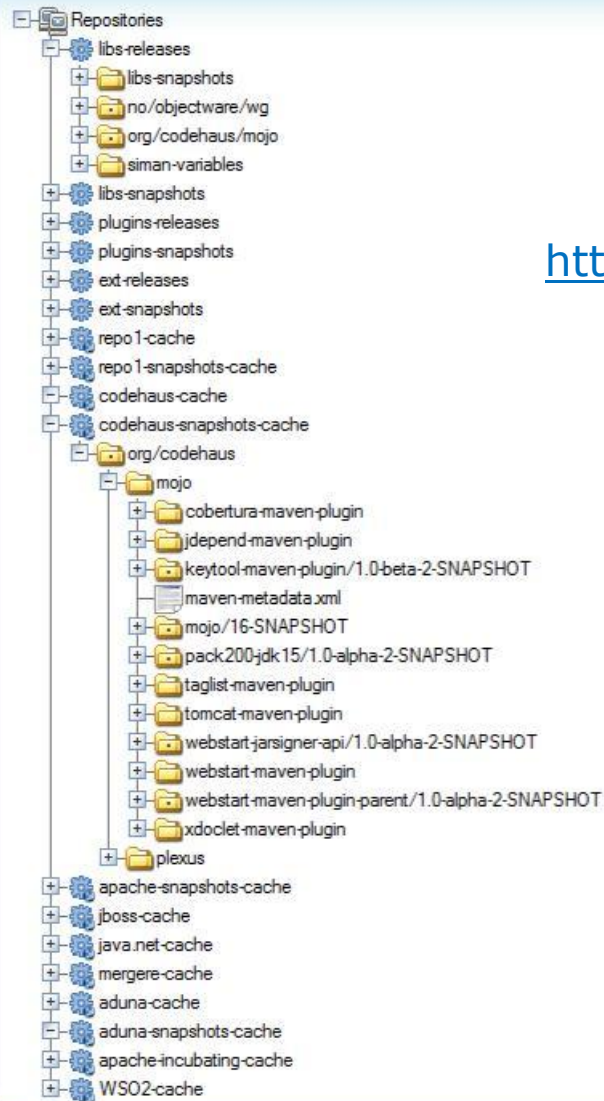 Repositories
libs-releases
libs-snapshots
no/objectware/wg
org/codehaus/mojo
siman-variables
libs-snapshots
plugins-releases
plugins-snapshots
htt
ext-releases
ext-snapshots
repo1-cache
repo1-snapshots-cache
codehaus-cache
codehaus-snapshots-cache
org/codehaus
mojo
cobertura-maven-plugin
jdepend-maven-plugin
keytool-maven-plugin/1.0-beta-2-SNAPSHOT
maven-metadata.xml
mojo/16-SNAPSHOT
pack200-jdk15/1.0-alpha-2-SNAPSHOT
taglist-maven-plugin
tomcat-maven-plugin
webstart-jarsigner-api/1.0-alpha-2-SNAPSHOT
webstart-maven-plugin
webstart-maven-plugin-parent/1.0-alpha-2-SNAPSHOT
xdoclet-maven-plugin
plexus
apache-snapshots-cache
jboss-cache
java.net-cache
mergere-cache
aduna-cache
aduna-snapshots-cache
apache-incubating-cache
WSO2-cache